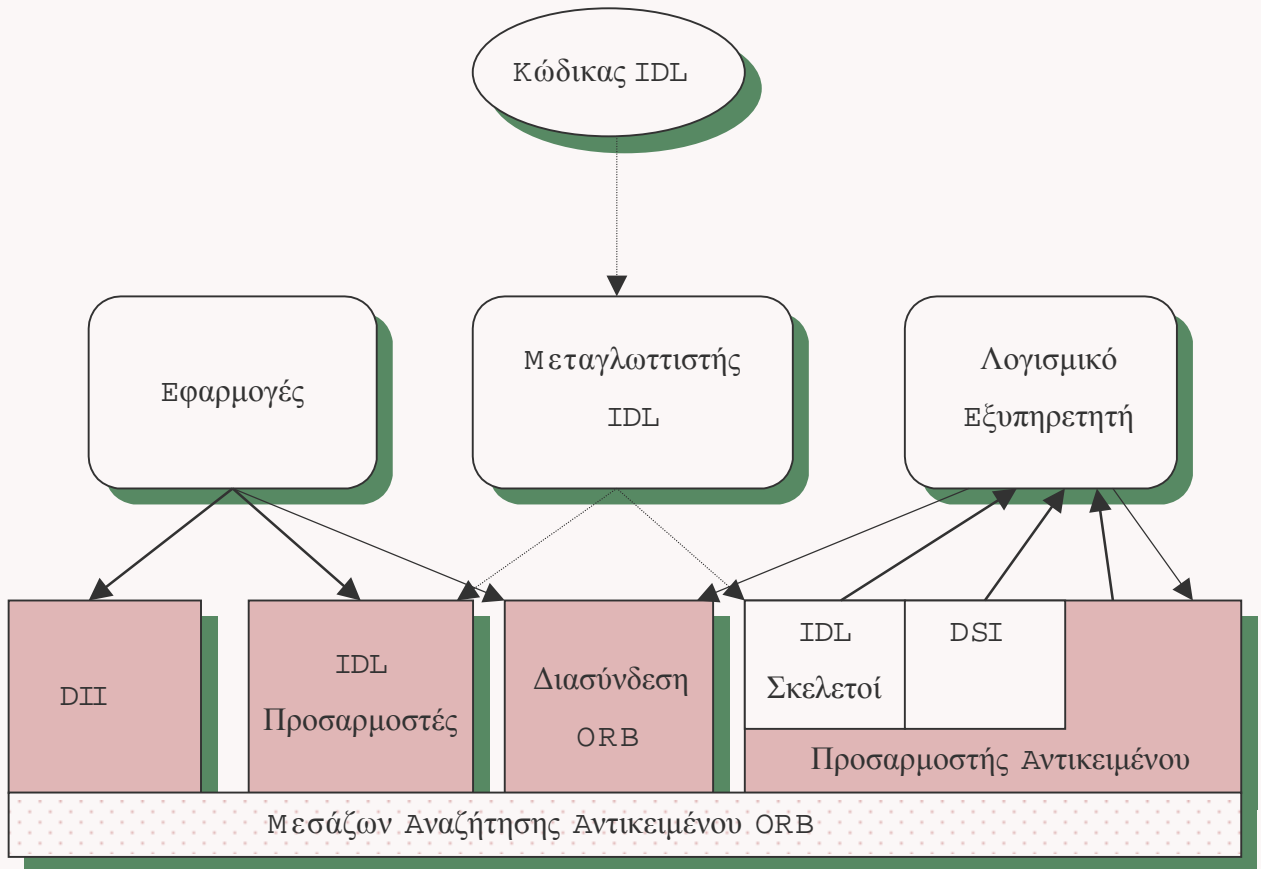 Κώδικας IDL
Εφαρμογές
Μεταγλωττιστής
IDL
Λογισμικό
Εξυπηρετητή
DII
IDL
Προσαρμοστές
Διασύνδεση
ORB
IDL
Σκελετοί
DSI
Προσαρμοστής Αντικειμένου
Μεσάζων Αναζήτησης Αντικειμένου ORB